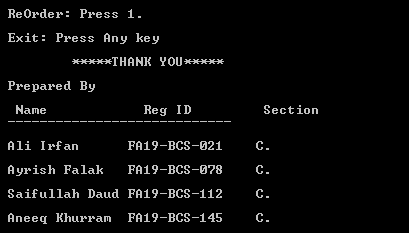 ReOrder: Press 1.
Exit: Press Any key
*****THANK YOU*****
Prepared By
Name Reg ID Section
----------------------------
Ali Irfan FA19-BCS-021 C.
Ayrish Falak FA19-BCS-078 C.
Saifullah Daud FA19-BCS-112 C.
Aneeq Khurram FA19-BCS-145 C.